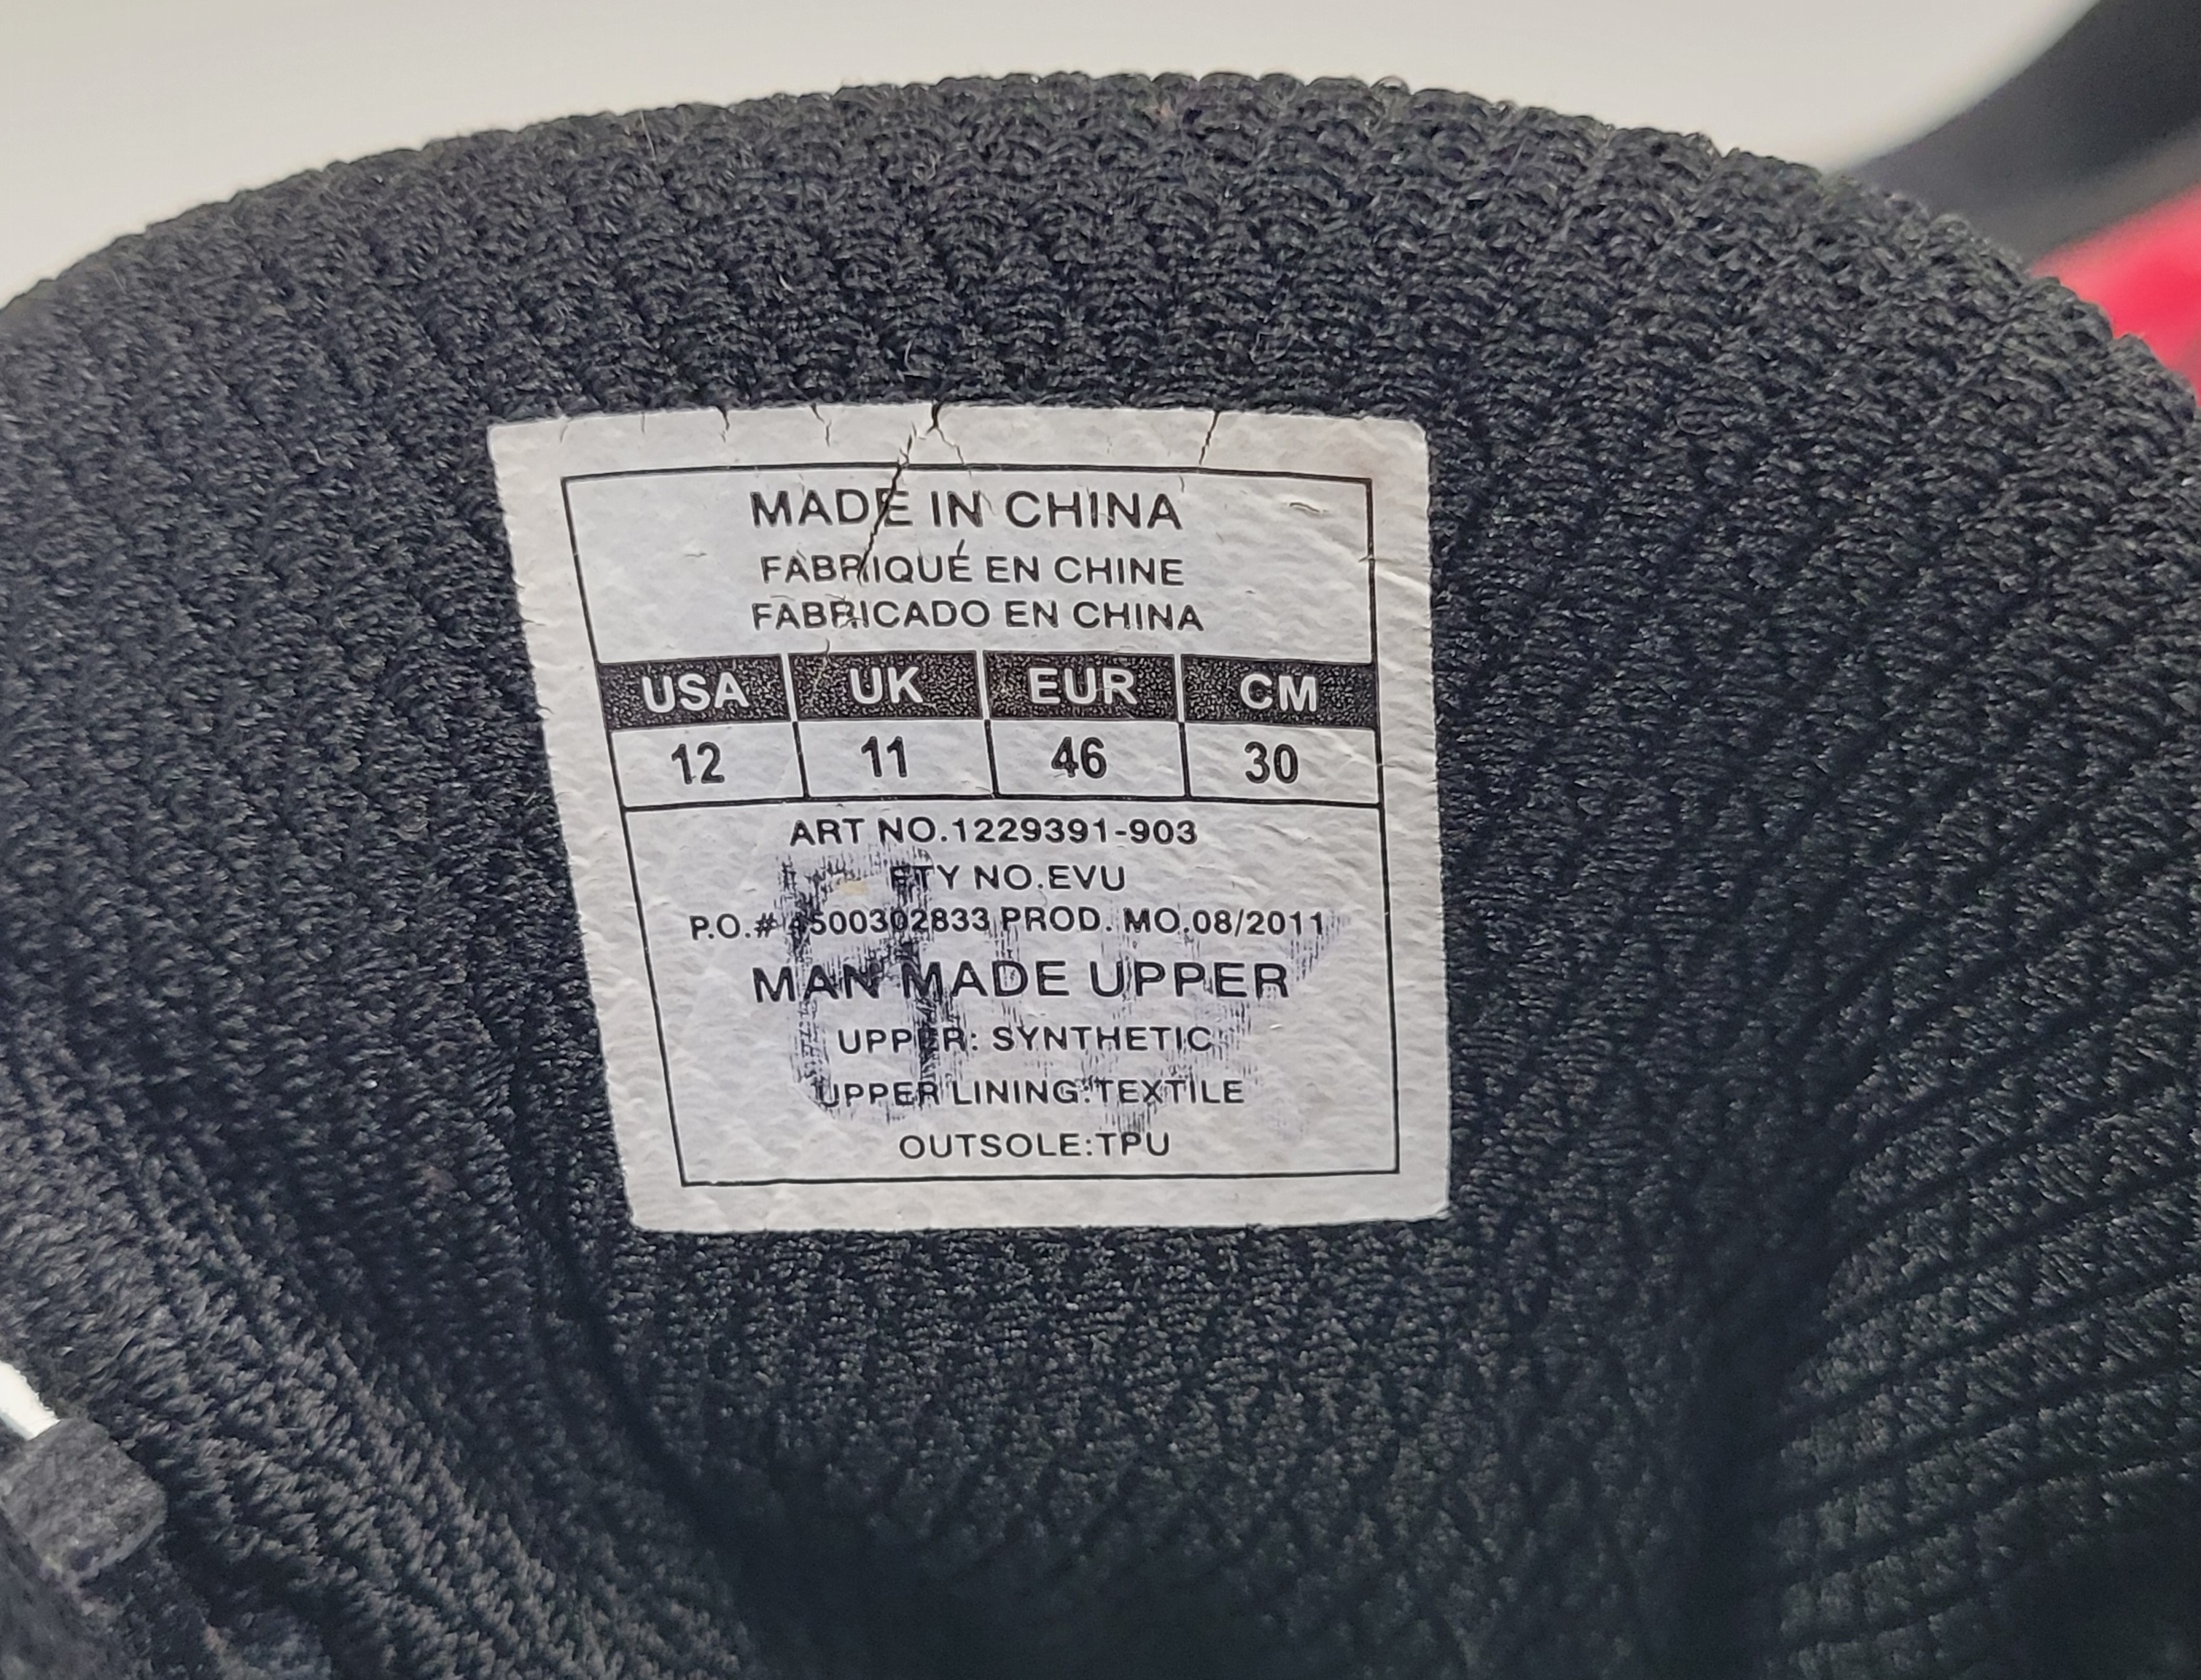 MADE IN CHINA
FABRIQUÉ EN CHINE
FABRICADO EN CHINA
USA UK EUR CM
12 11 46 30
ART NO.1229391-903
FTY NO.EVU
P.O.# 4500302833 PROD. MO.08/2011
MAN MADE UPPER
UPPER: SYNTHETIC
UPPER LINING:TEXTILE
OUTSOLE:TPU